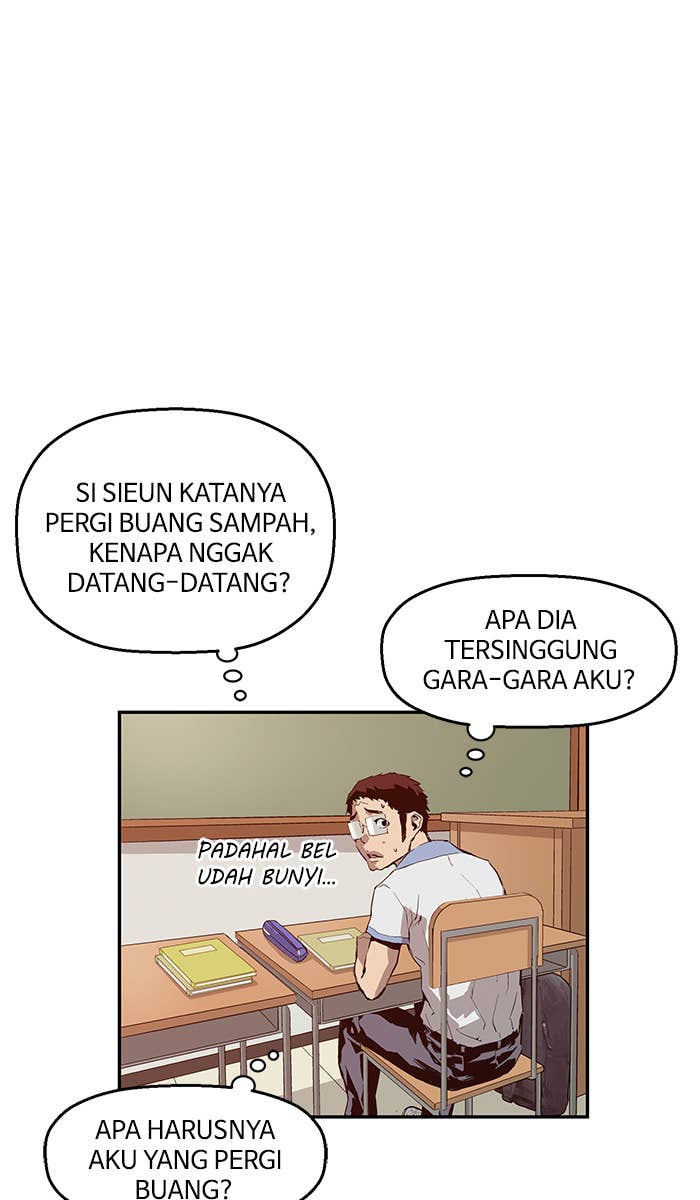 SI SIEUN KATANYA
PERGI BUANG SAMPAH,
KENAPA NGGAK
DATANG-DATANG?
APA DIA
TERSINGGUNG
GARA-GARA AKU?
PADAHAL BEL
UDAH BUNYI...
APA HARUSNYA
AKU YANG PERGI
BUANG?